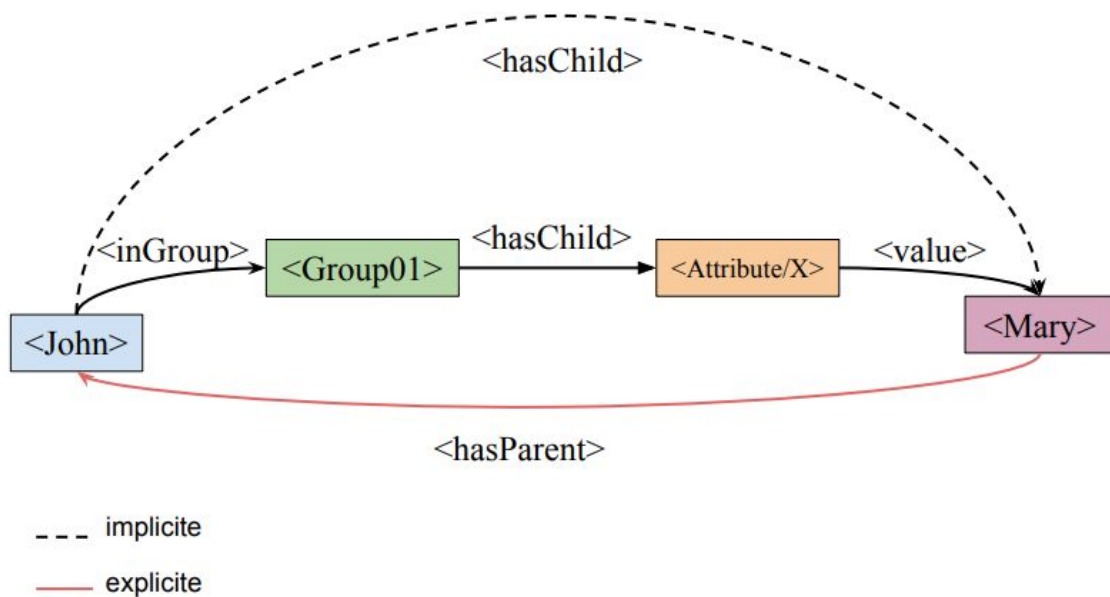 <hasChild>
<inGroup>
<hasChild>
<value>
<Group01>
<Attribute/X>
<John>
<Mary>
<hasParent>
implicite
explicite